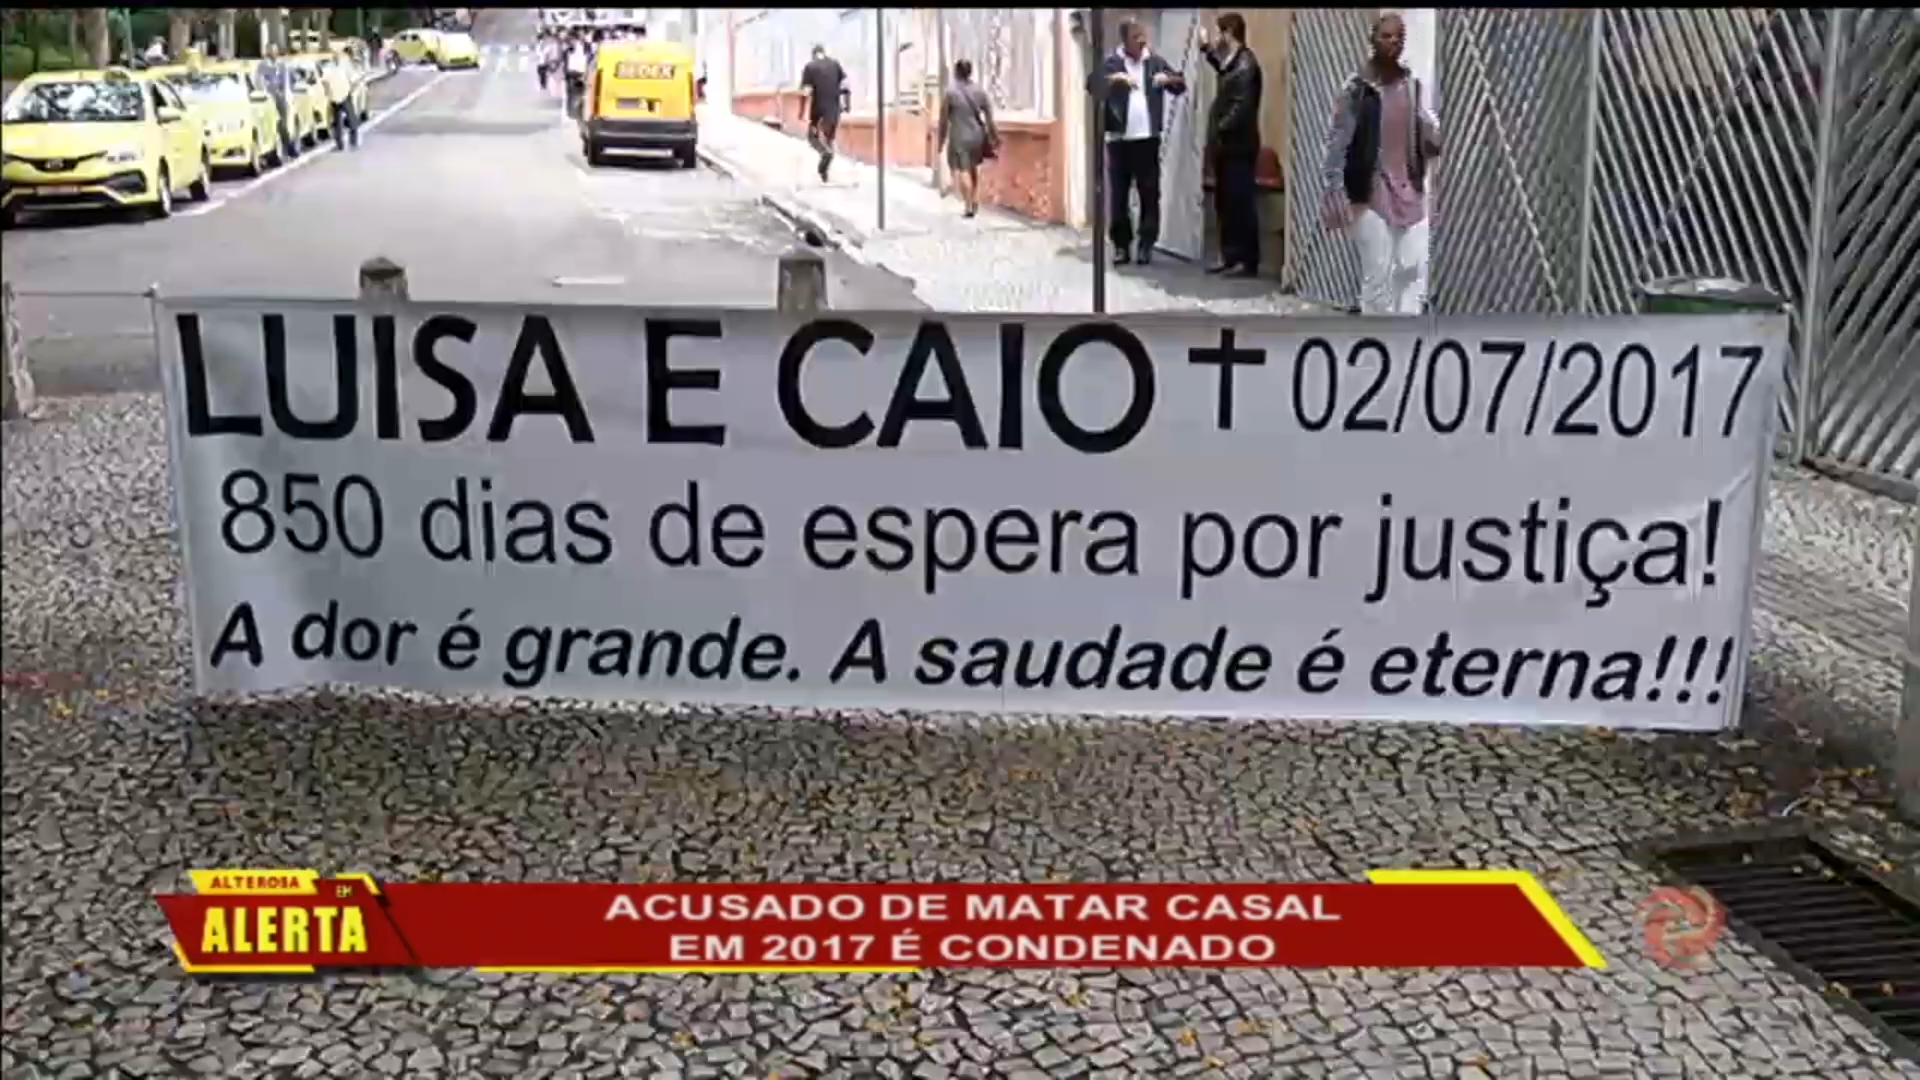 SEDEX
LUISA E CAIO † 02/07/2017
850 dias de espera por justiça!
A dor é grande. A saudade é eterna!!!
ALTEROSA EM
ALERTA
ACUSADO DE MATAR CASAL
EM 2017 É CONDENADO